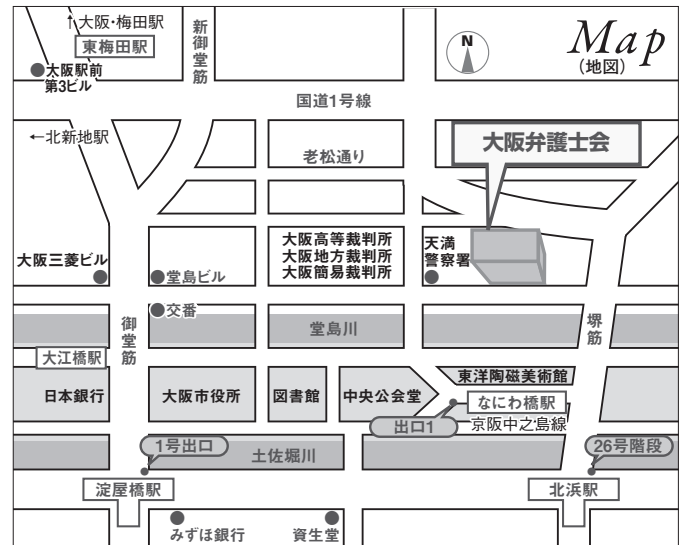 ↑大阪・梅田駅
東梅田駅
新御堂筋
N
Map
(地図)
大阪駅前
第3ビル
国道1号線
←北新地駅
老松通り
大阪弁護士会
大阪三菱ビル
堂島ビル
大阪高等裁判所
大阪地方裁判所
大阪簡易裁判所
天満
警察署
交番
御堂筋
堂島川
堺筋
大江橋駅
東洋陶磁美術館
日本銀行
大阪市役所
図書館
中央公会堂
なにわ橋駅
出口1
京阪中之島線
1号出口
土佐堀川
26号階段
淀屋橋駅
北浜駅
みずほ銀行
資生堂